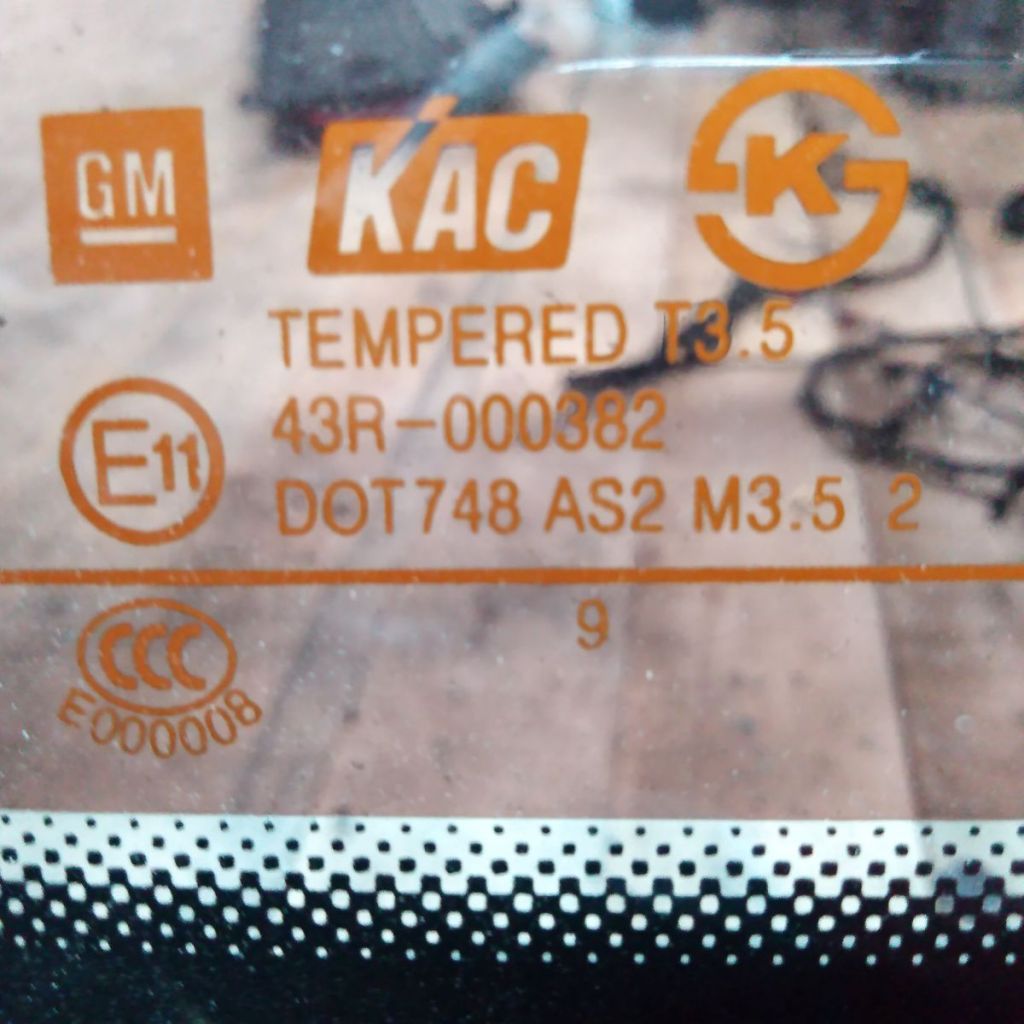 GM KAC K
TEMPERED T3.5
E11 43R-000382
DOT748 AS2 M3.5 2
9
CCC
E000008